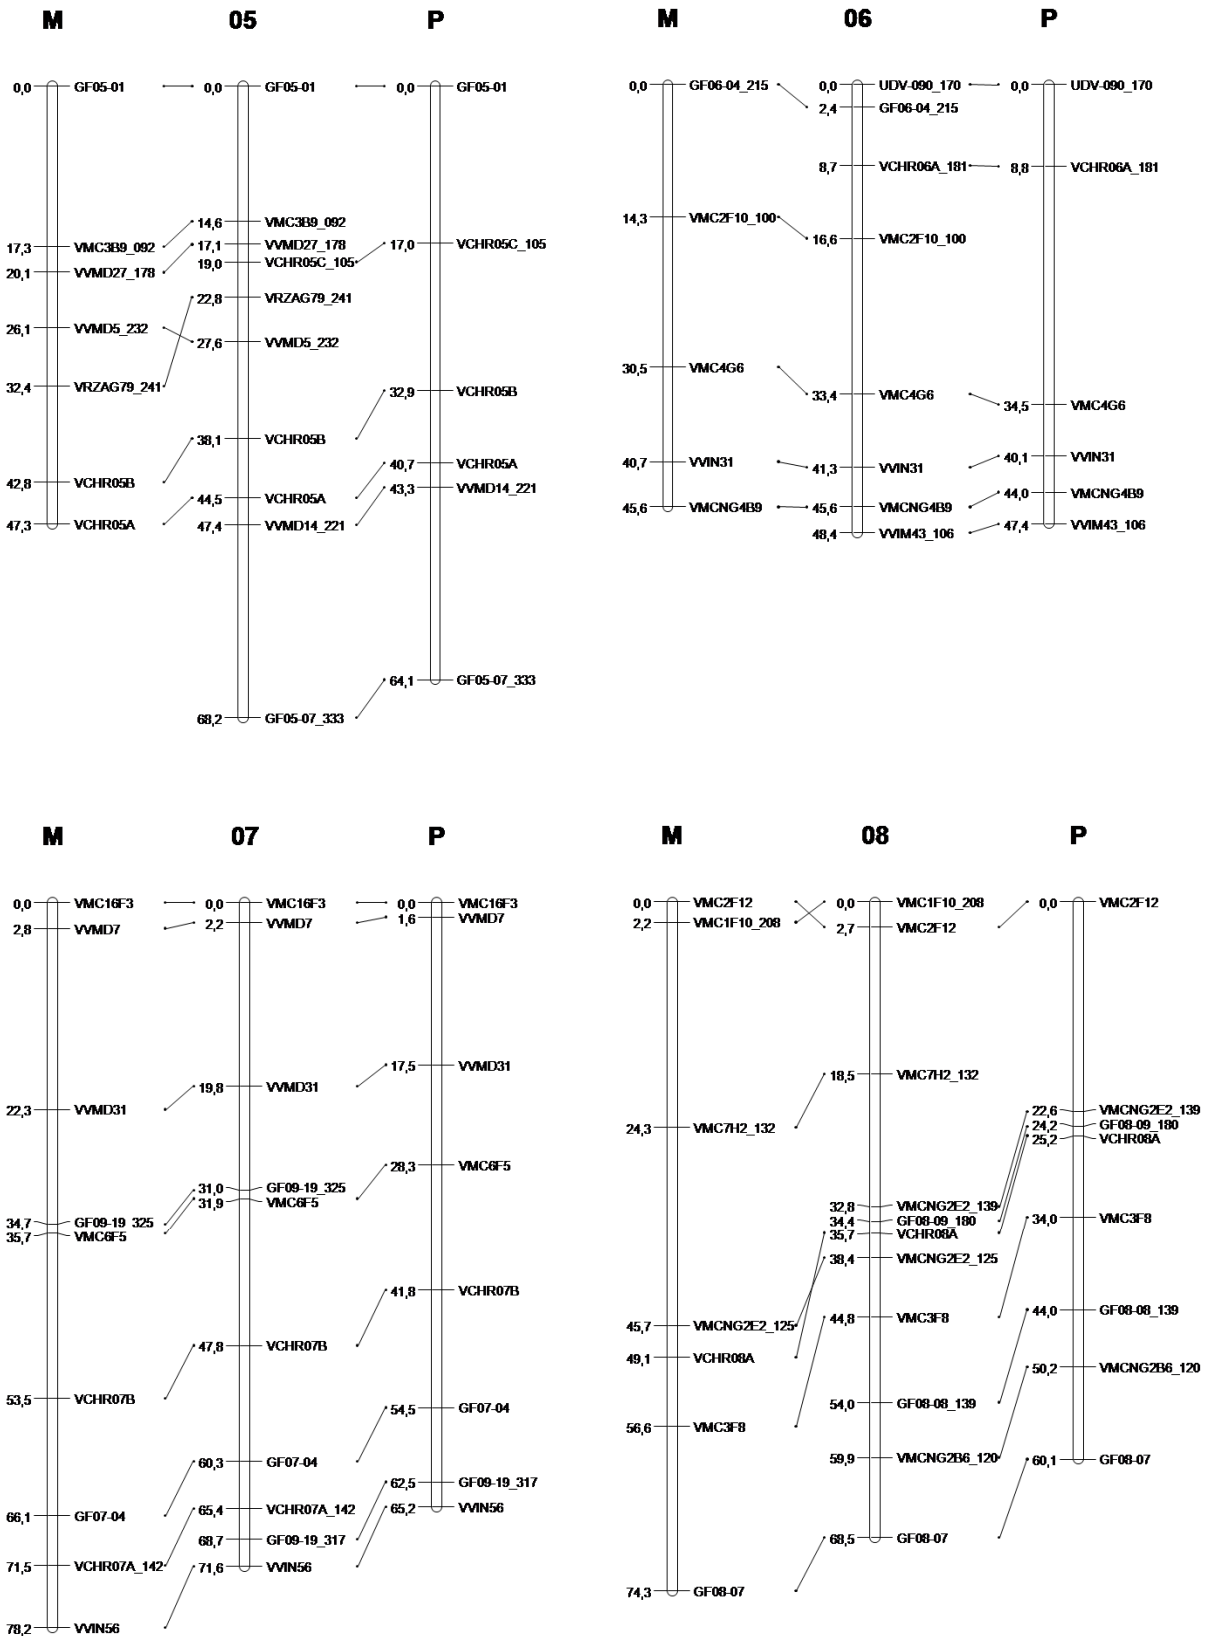 M 05 P
0,0 GF05-01
17,3 VMC3B9_092
20,1 VVMD27_178
26,1 VVMD5_232
32,4 VRZAG79_241
42,8 VCHR05B
47,3 VCHR05A
0,0 GF05-01
14,6 VMC3B9_092
17,1 VVMD27_178
19,0 VCHR05C_105
22,8 VRZAG79_241
27,6 VVMD5_232
38,1 VCHR05B
44,5 VCHR05A
47,4 VVMD14_221
68,2 GF05-07_333
0,0 GF05-01
17,0 VCHR05C_105
32,9 VCHR05B
40,7 VCHR05A
43,3 VVMD14_221
64,1 GF05-07_333
M 06 P
0,0 GF06-04_215
14,3 VMC2F10_100
30,5 VMC4G6
40,7 VVIN31
45,6 VMCNG4B9
0,0 UDV-090_170
2,4 GF06-04_215
8,7 VCHR06A_181
16,6 VMC2F10_100
33,4 VMC4G6
41,3 VVIN31
45,6 VMCNG4B9
48,4 VVIM43_106
0,0 UDV-090_170
8,8 VCHR06A_181
34,5 VMC4G6
40,1 VVIN31
44,0 VMCNG4B9
47,4 VVIM43_106
M 07 P
0,0 VMC16F3
2,8 VVMD7
22,3 VVMD31
34,7 GF09-19_325
35,7 VMC6F5
53,5 VCHR07B
66,1 GF07-04
71,5 VCHR07A_142
78,2 VVIN56
0,0 VMC16F3
2,2 VVMD7
19,8 VVMD31
31,0 GF09-19_325
31,9 VMC6F5
47,8 VCHR07B
60,3 GF07-04
65,4 VCHR07A_142
68,7 GF09-19_317
71,6 VVIN56
0,0 VMC16F3
1,6 VVMD7
17,5 VVMD31
28,3 VMC6F5
41,8 VCHR07B
54,5 GF07-04
62,5 GF09-19_317
65,2 VVIN56
M 08 P
0,0 VMC2F12
2,2 VMC1F10_208
24,3 VMC7H2_132
45,7 VMCNG2E2_125
49,1 VCHR08A
56,6 VMC3F8
74,3 GF08-07
0,0 VMC1F10_208
2,7 VMC2F12
18,5 VMC7H2_132
32,8 VMCNG2E2_139
34,4 GF08-09_180
35,7 VCHR08A
38,4 VMCNG2E2_125
44,8 VMC3F8
54,0 GF08-08_139
59,9 VMCNG2B6_120
68,5 GF08-07
0,0 VMC2F12
22,6 VMCNG2E2_139
24,2 GF08-09_180
25,2 VCHR08A
34,0 VMC3F8
44,0 GF08-08_139
50,2 VMCNG2B6_120
60,1 GF08-07